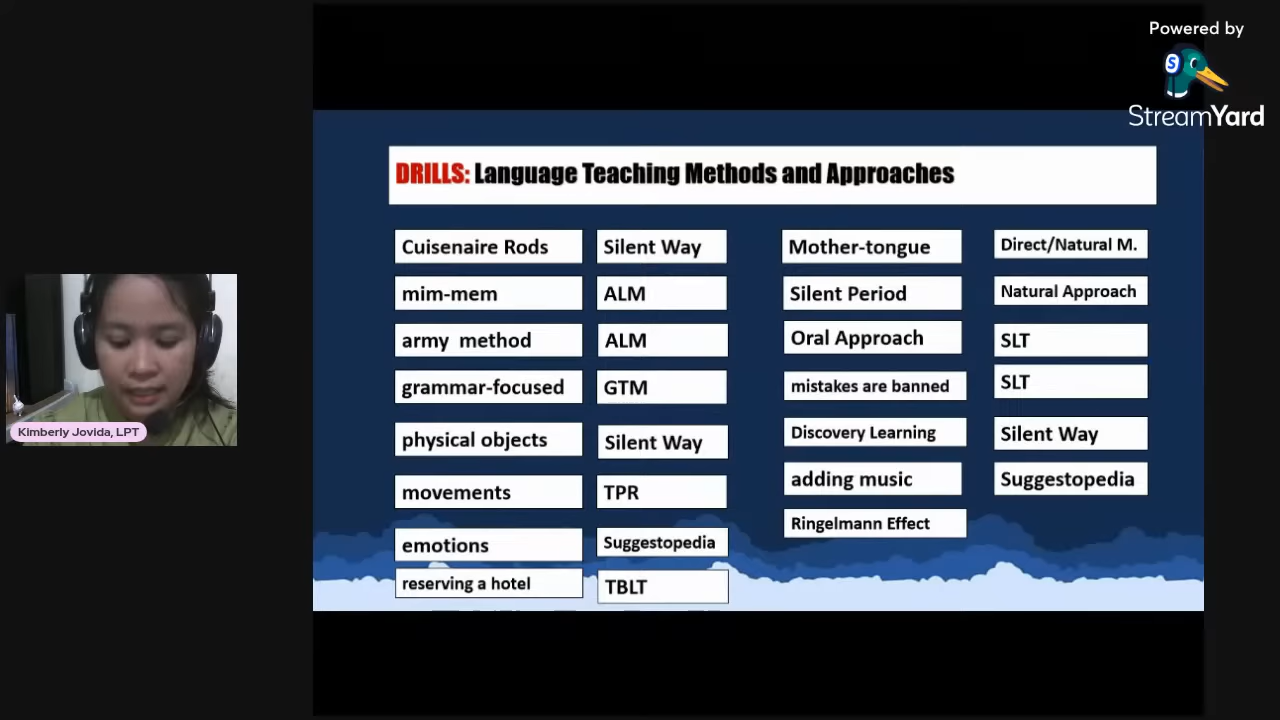 Powered by
StreamYard
DRILLS: Language Teaching Methods and Approaches
Cuisenaire Rods
Silent Way
mim-mem
ALM
army method
ALM
grammar-focused
GTM
physical objects
Silent Way
movements
TPR
emotions
Suggestopedia
reserving a hotel
TBLT
Mother-tongue
Direct/Natural M.
Silent Period
Natural Approach
Oral Approach
SLT
mistakes are banned
SLT
Discovery Learning
Silent Way
adding music
Suggestopedia
Ringelmann Effect
Kimberly Jovida, LPT